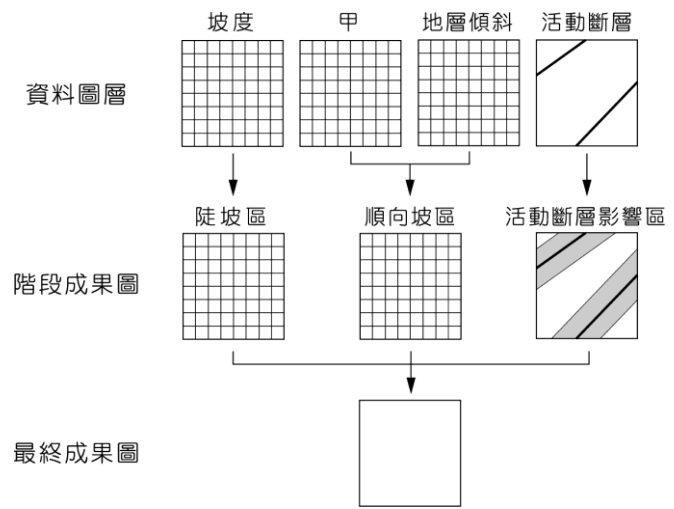 坡度 甲 地層傾斜 活動斷層
資料圖層
陡坡區 順向坡區 活動斷層影響區
階段成果圖
最終成果圖